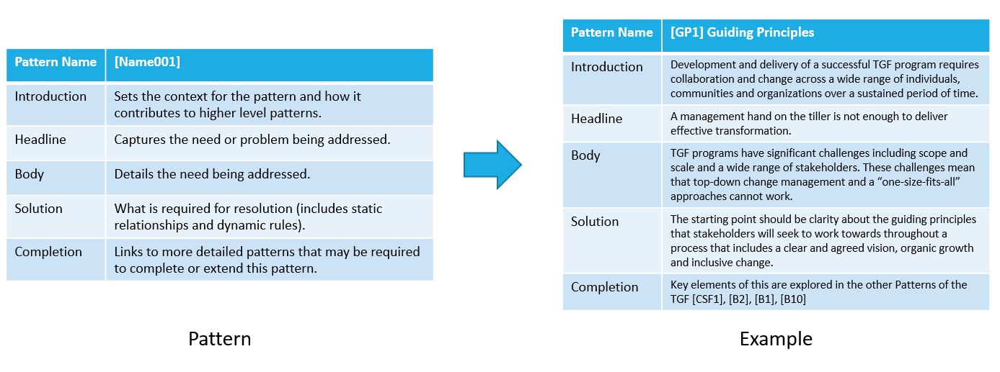 Pattern Name [Name001]
Introduction Sets the context for the pattern and how it
contributes to higher level patterns.
Headline Captures the need or problem being addressed.
Body Details the need being addressed.
Solution What is required for resolution (includes static
relationships and dynamic rules).
Completion Links to more detailed patterns that may be required
to complete or extend this pattern.
Pattern
Pattern Name [GP1] Guiding Principles
Introduction Development and delivery of a successful TGF program requires
collaboration and change across a wide range of individuals,
communities and organizations over a sustained period of time.
Headline A management hand on the tiller is not enough to deliver
effective transformation.
Body TGF programs have significant challenges including scope and
scale and a wide range of stakeholders. These challenges mean
that top-down change management and a “one-size-fits-all”
approaches cannot work.
Solution The starting point should be clarity about the guiding principles
that stakeholders will seek to work towards throughout a
process that includes a clear and agreed vision, organic growth
and inclusive change.
Completion Key elements of this are explored in the other Patterns of the
TGF [CSF1], [B2], [B1], [B10]
Example